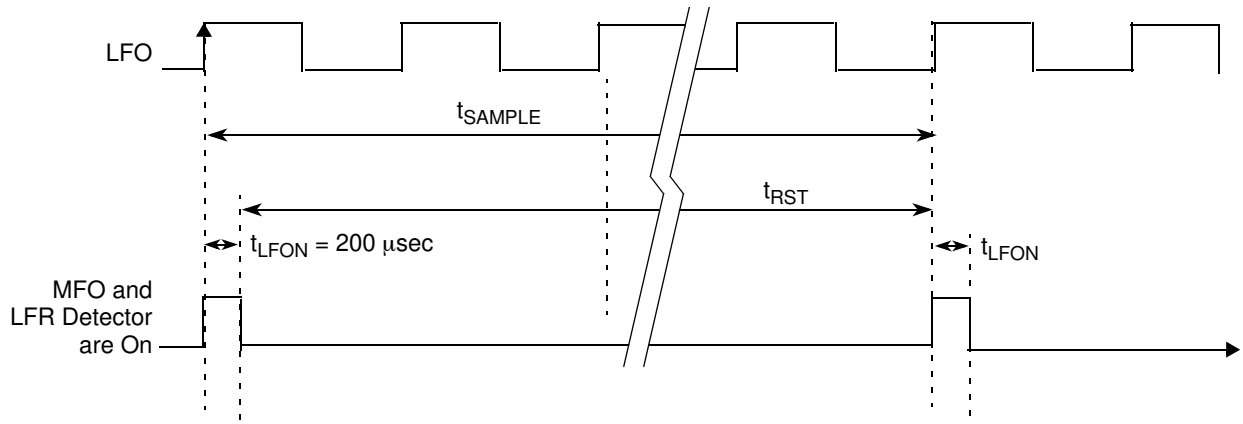 LFO
tSAMPLE
tRST
tLFON = 200 μsec
tLFON
MFO and
LFR Detector
are On